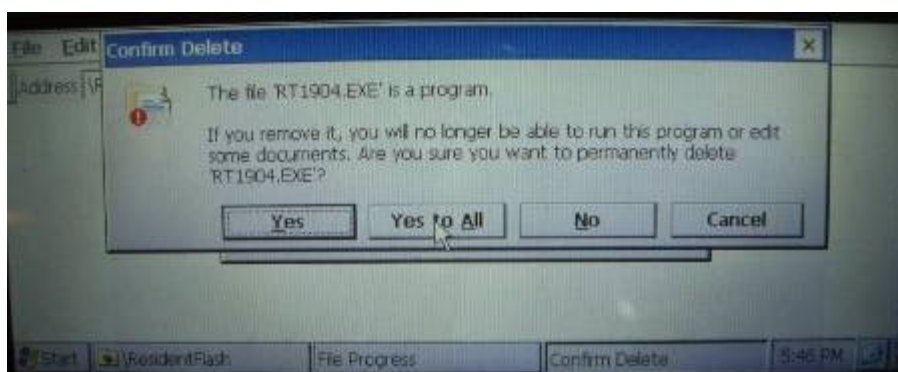 File Edit
Confirm Delete
Address \R
The file 'RT1904.EXE' is a program.
If you remove it, you will no longer be able to run this program or edit
some documents. Are you sure you want to permanently delete
'RT1904.EXE'?
Yes Yes to All No Cancel
Start \ResidentFlash File Progress Confirm Delete 5:46 PM